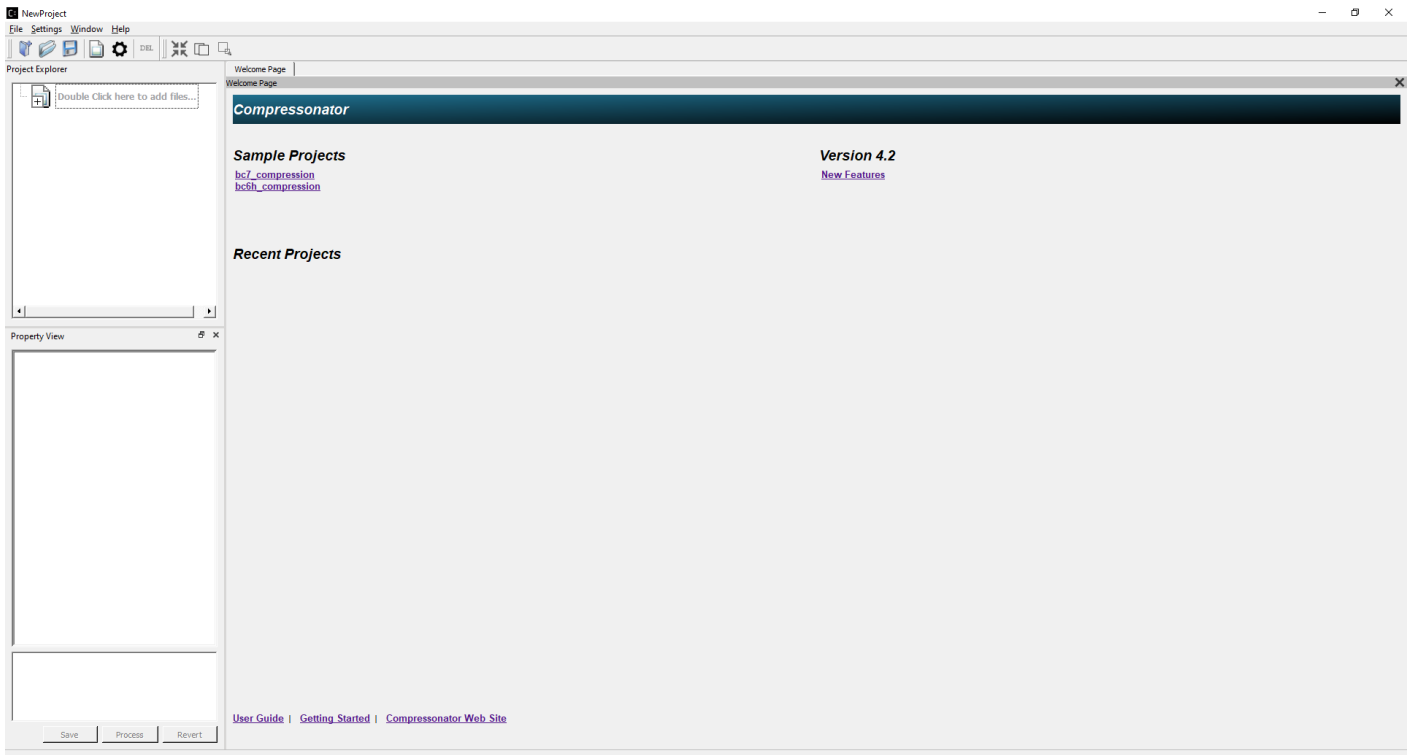 NewProject
File Settings Window Help
DEL
Project Explorer
Double Click here to add files...
Property View
Save Process Revert
Welcome Page
Welcome Page
Compressonator
Sample Projects
bc7_compression
bc6h_compression
Version 4.2
New Features
Recent Projects
User Guide | Getting Started | Compressonator Web Site